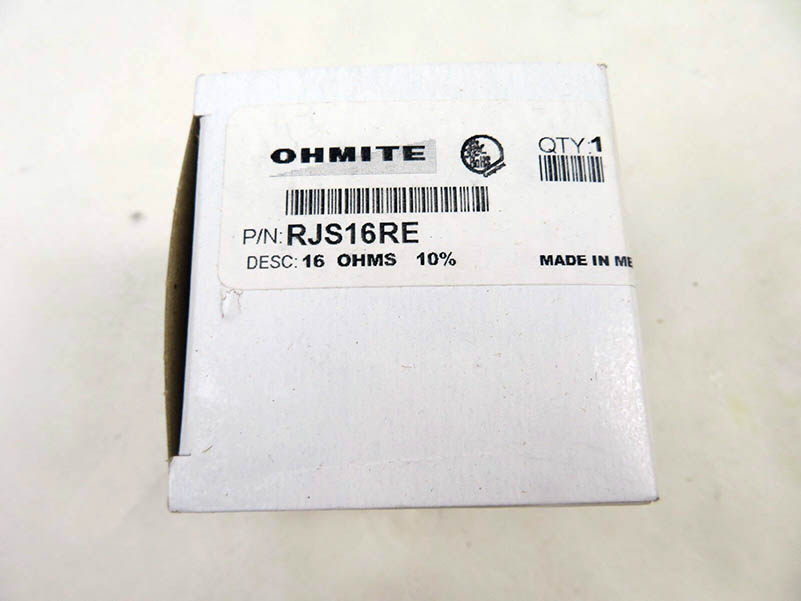 OHMITE
QTY:1
P/N: RJS16RE
DESC: 16 OHMS 10%
MADE IN ME